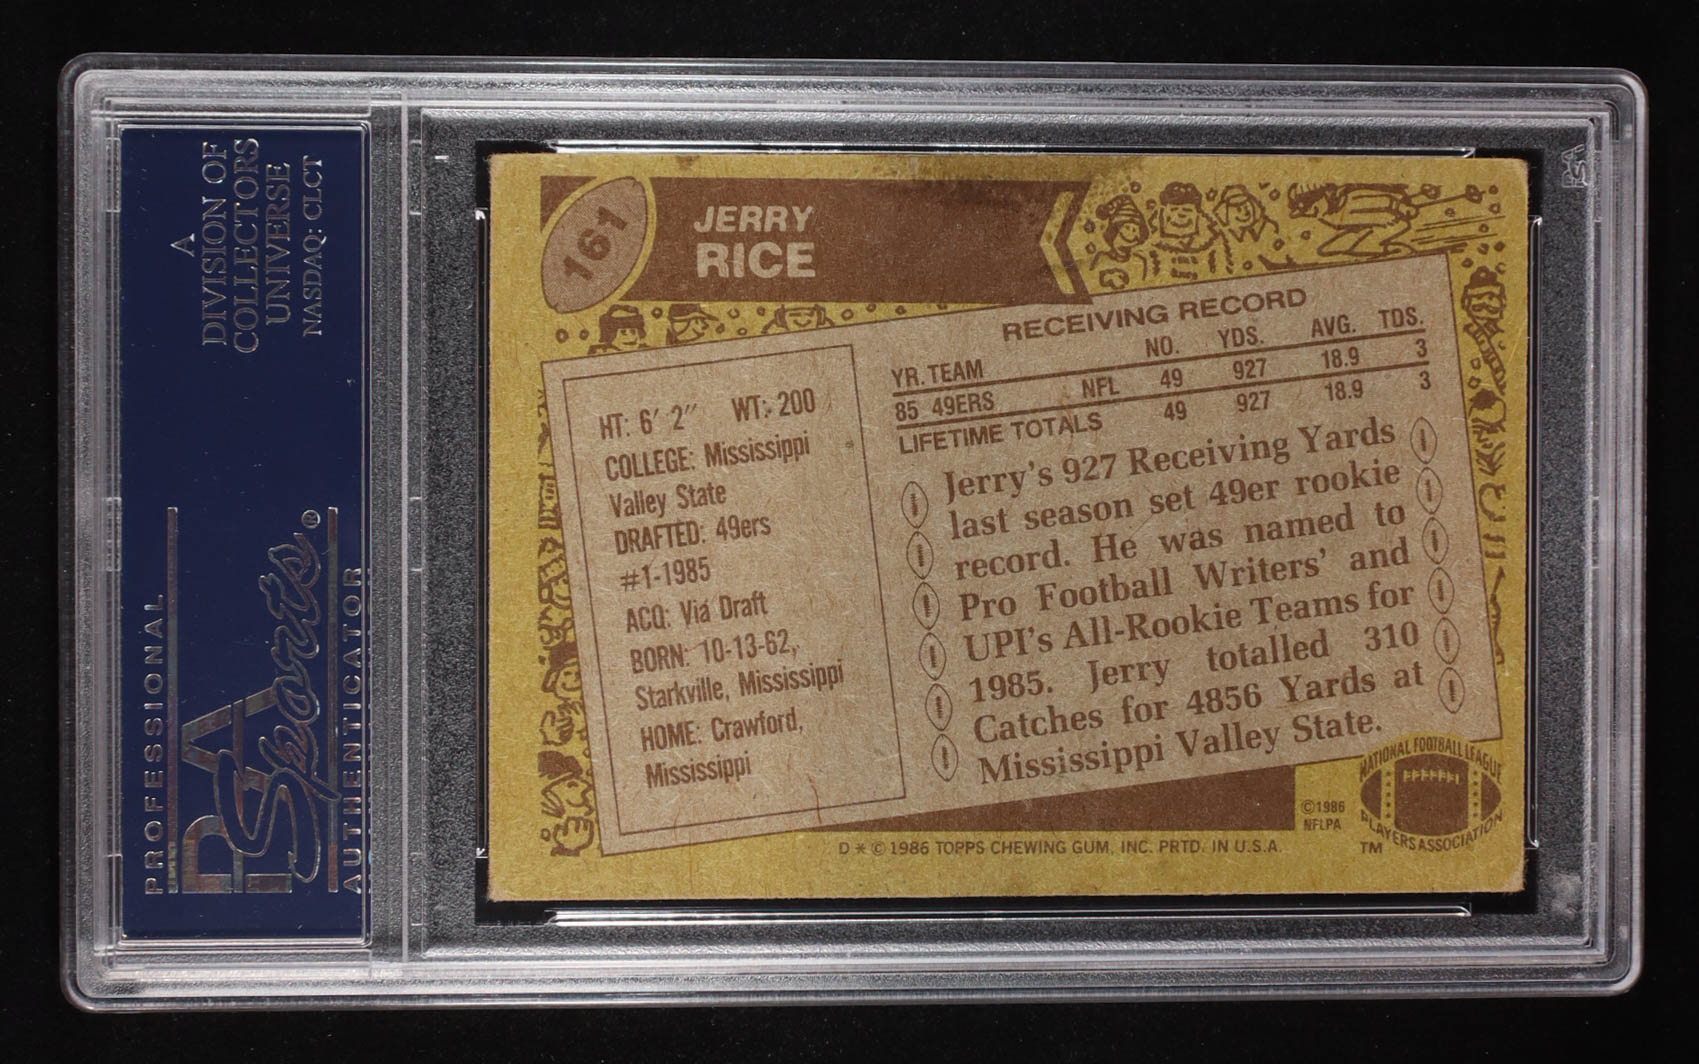 A
DIVISION OF
COLLECTORS
UNIVERSE
NASDAQ: CLCT
PROFESSIONAL
PSA
Sports®
AUTHENTICATOR
161
JERRY
RICE
RECEIVING RECORD
YR. TEAM NO. YDS. AVG. TDS.
85 49ERS NFL 49 927 18.9 3
LIFETIME TOTALS 49 927 18.9 3
HT: 6′ 2″ WT: 200
COLLEGE: Mississippi
Valley State
DRAFTED: 49ers
#1-1985
ACQ: Via Draft
BORN: 10-13-62,
Starkville, Mississippi
HOME: Crawford,
Mississippi
Jerry's 927 Receiving Yards
last season set 49er rookie
record. He was named to
Pro Football Writers' and
UPI's All-Rookie Teams for
1985. Jerry totalled 310
Catches for 4856 Yards at
Mississippi Valley State.
©1986
NFLPA
NATIONAL FOOTBALL LEAGUE
PLAYERS ASSOCIATION
TM
D * © 1986 TOPPS CHEWING GUM, INC. PRTD. IN U.S.A.
PSA